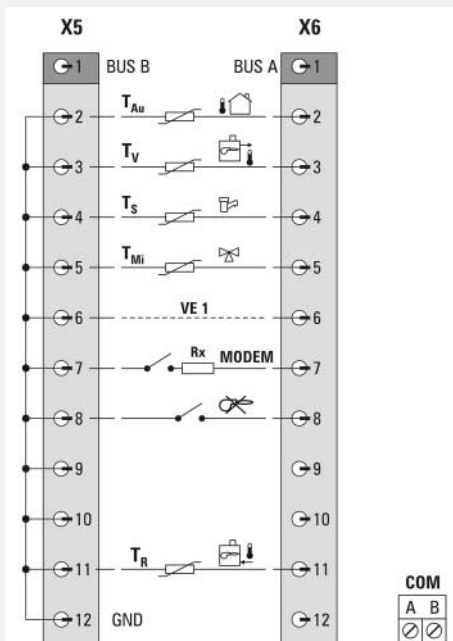 X5 X6
1 BUS B BUS A 1
2 T_Au 2
3 T_V 3
4 T_S 4
5 T_Mi 5
6 VE 1 6
7 Rx MODEM 7
8 8
9 9
10 10
11 T_R 11
12 GND 12
COM
A B